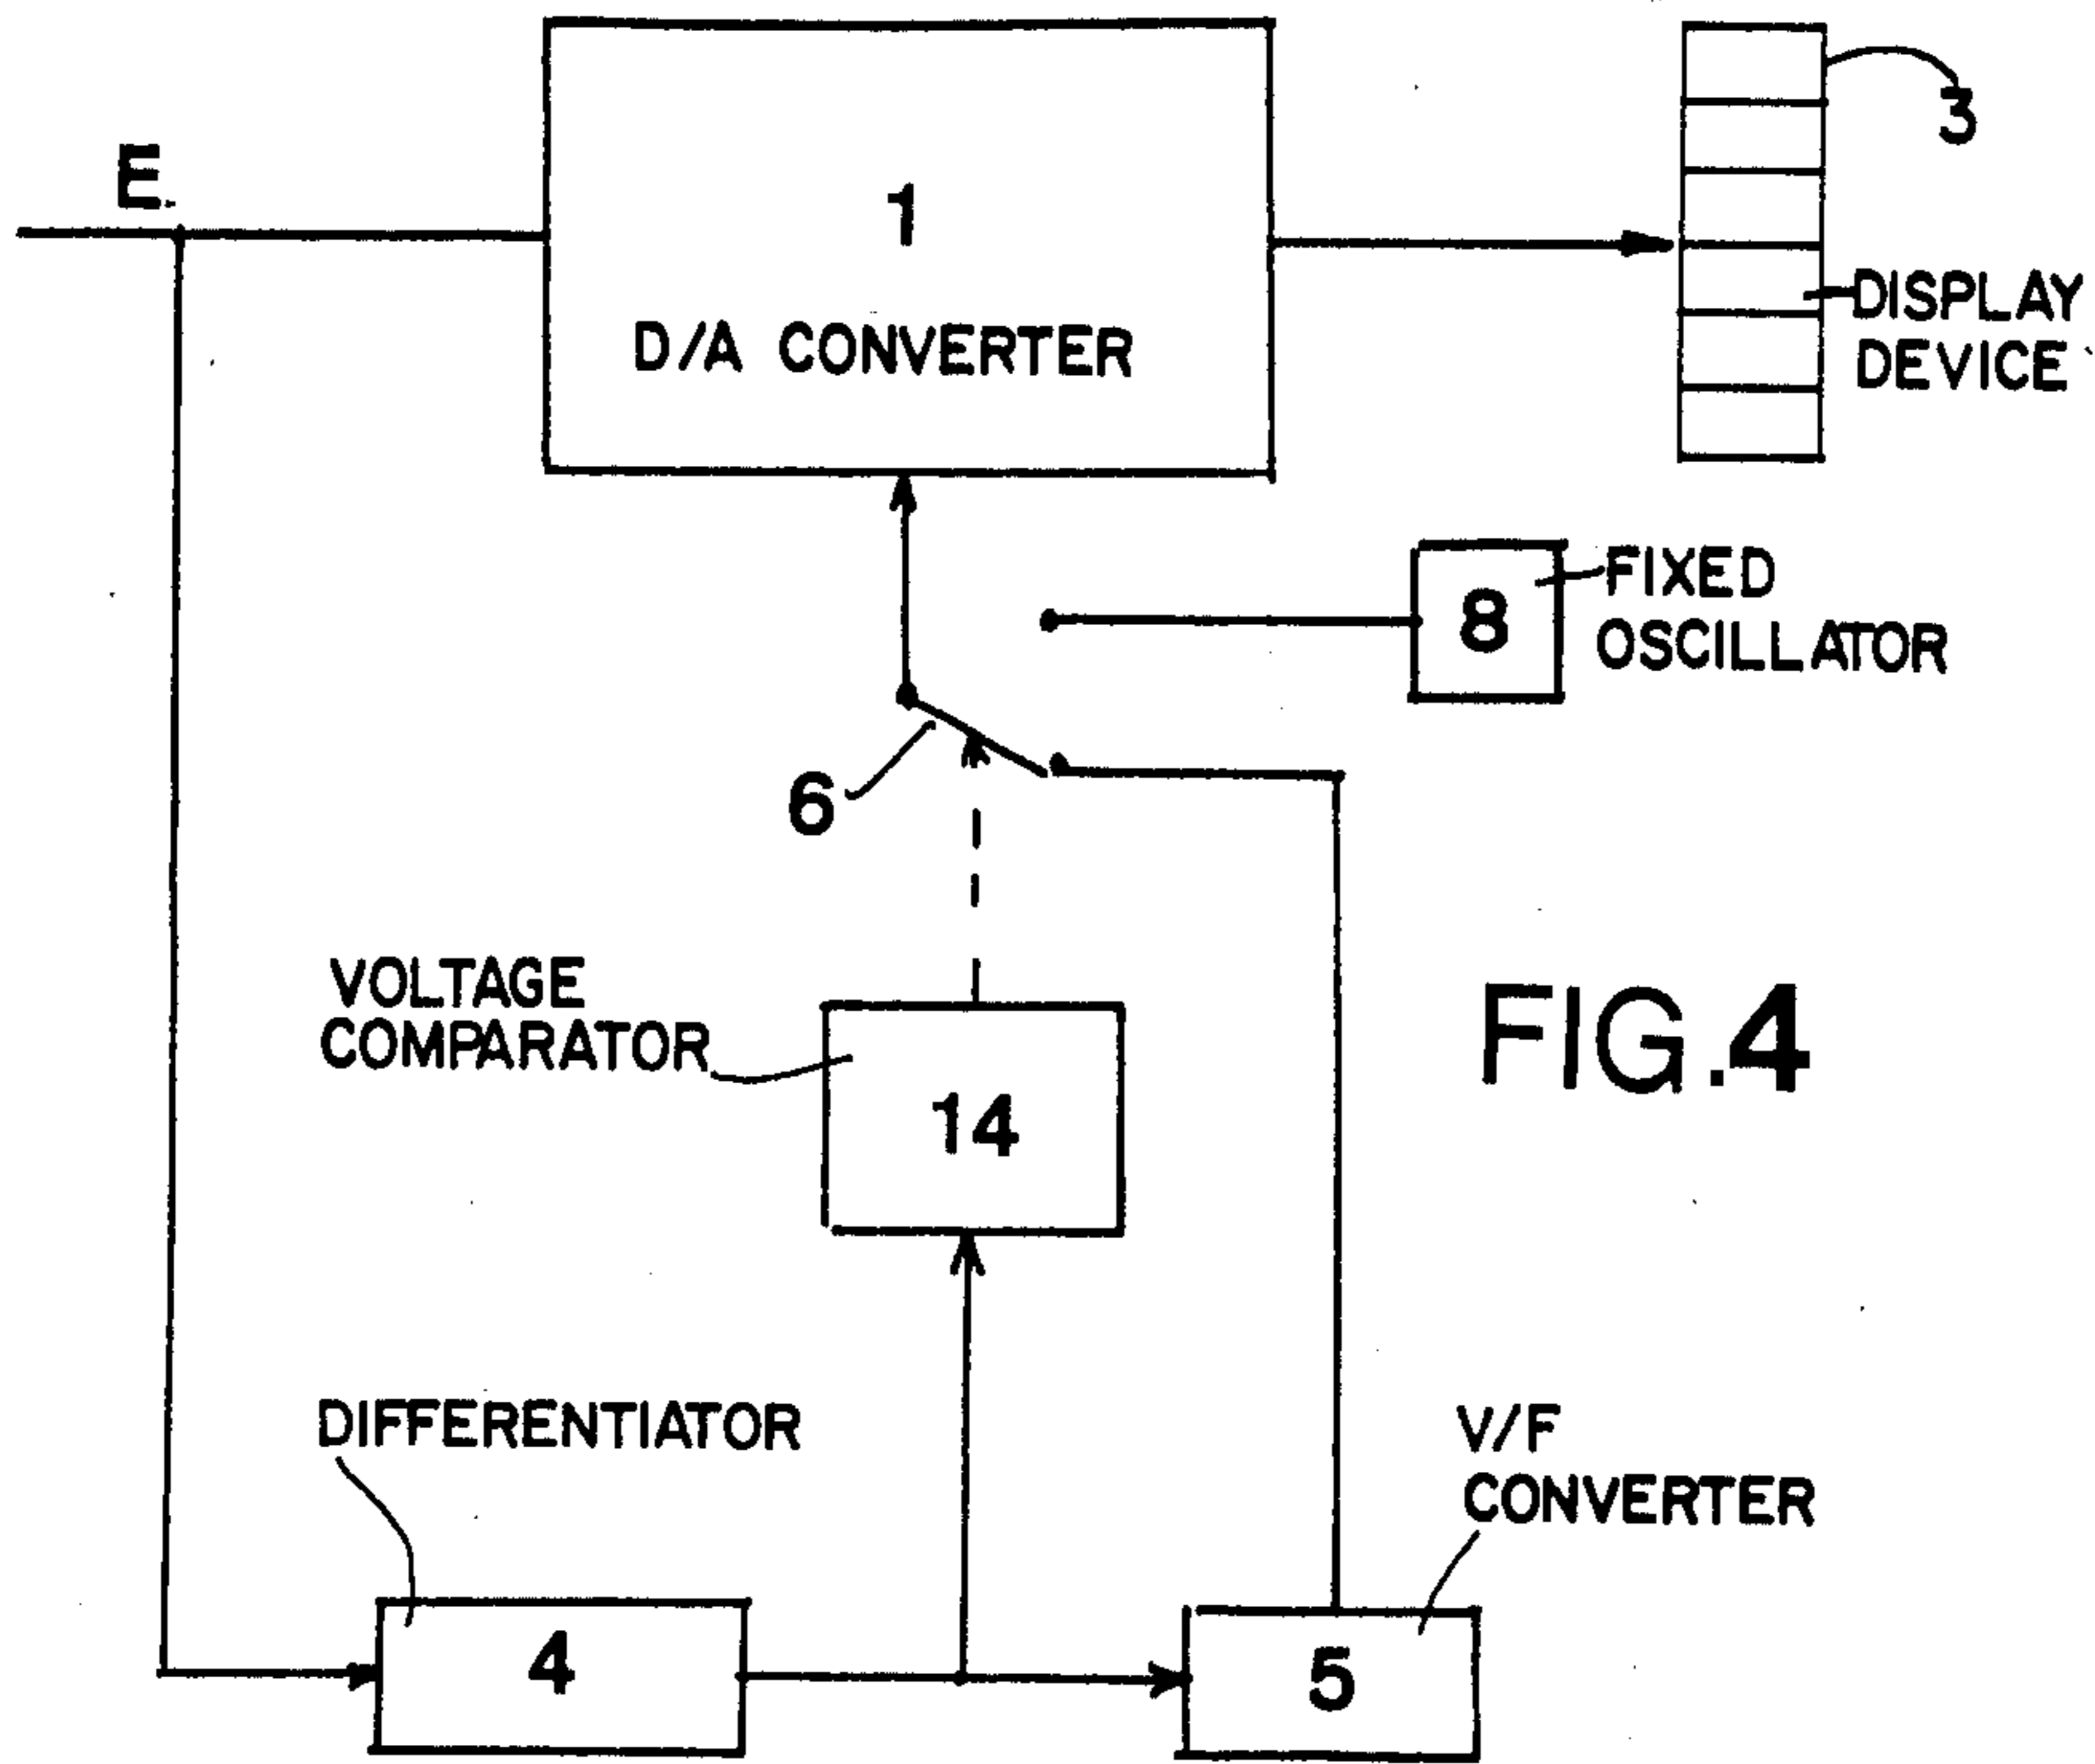 E
1
D/A CONVERTER
3
DISPLAY
DEVICE
8
FIXED
OSCILLATOR
6
VOLTAGE
COMPARATOR
14
FIG.4
DIFFERENTIATOR
4
V/F
CONVERTER
5